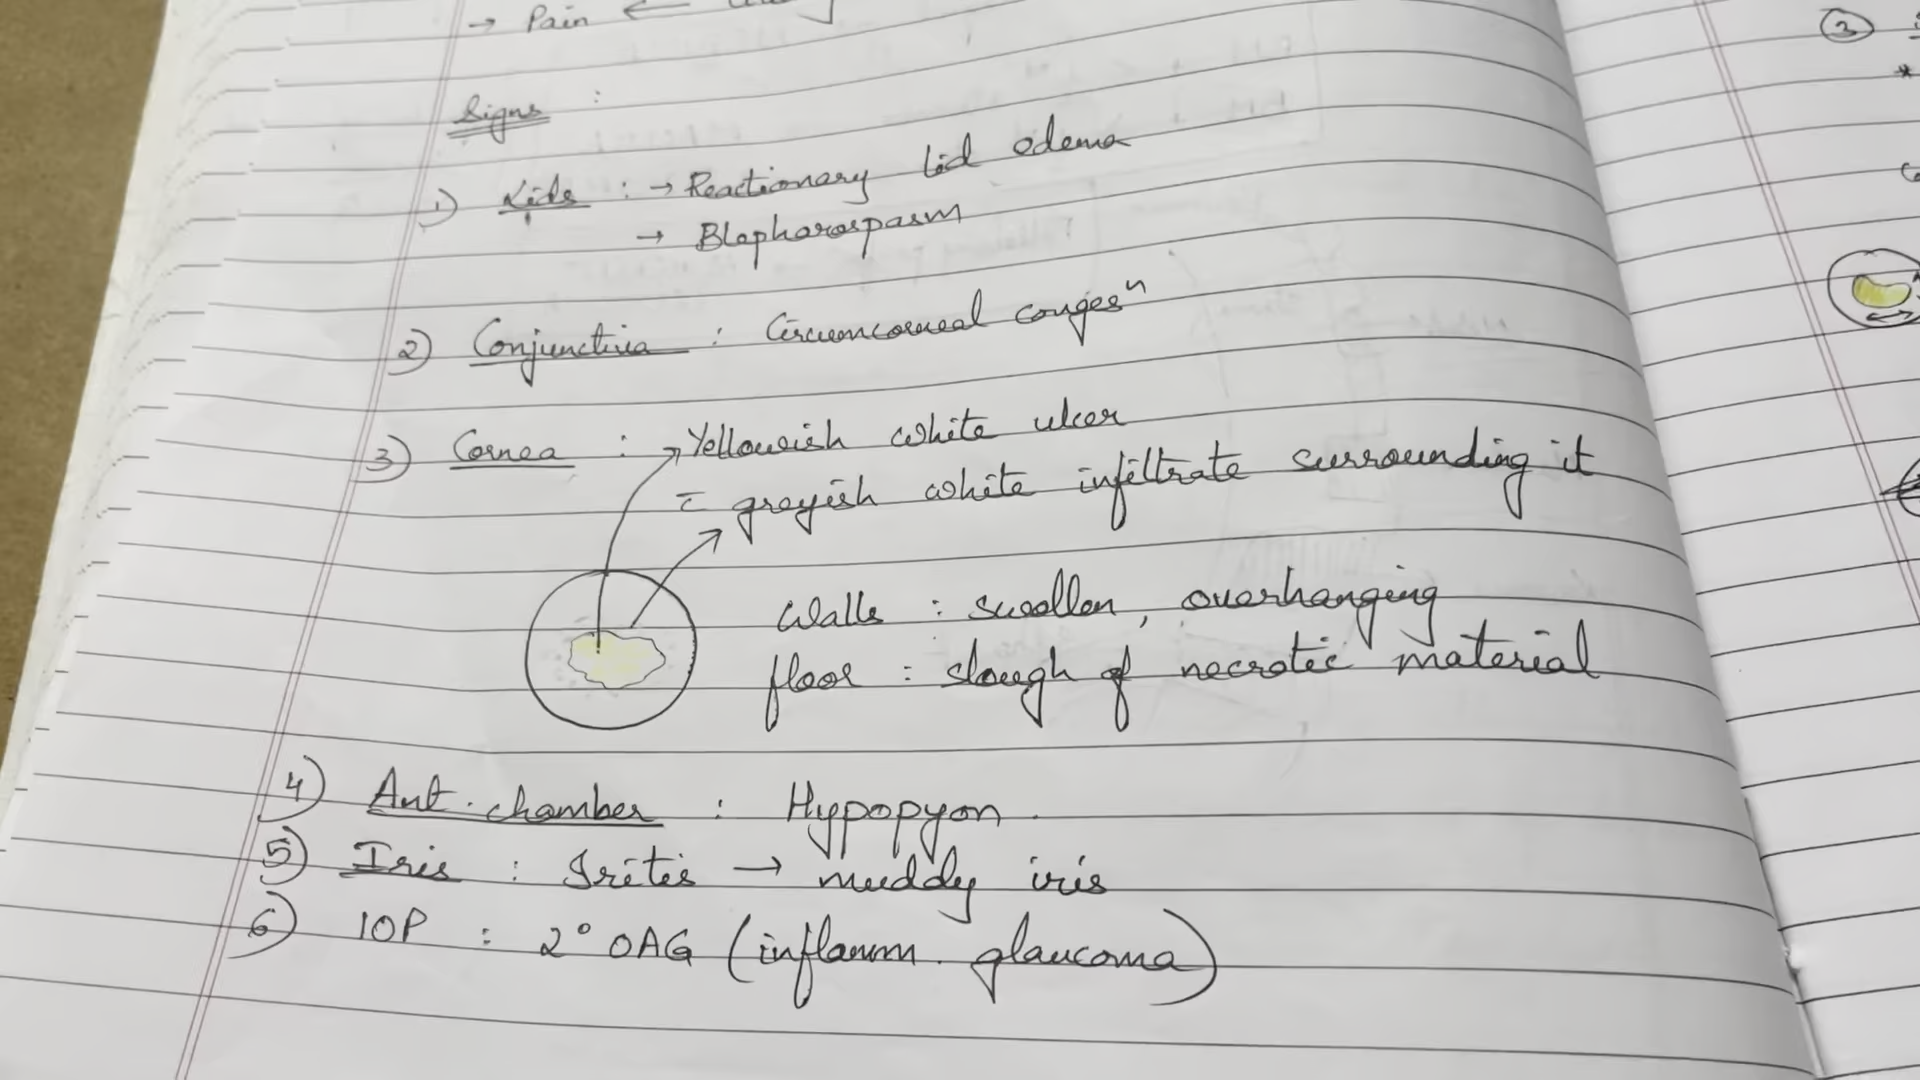 → Pain ←
Signs :
1) Lids : → Reactionary lid edema
→ Blepharospasm
2) Conjunctiva : Circumcorneal congesⁿ
3) Cornea : → Yellowish white ulcer
c̄ greyish white infiltrate surrounding it
Walls : swollen, overhanging
floor : slough of necrotic material
4) Ant. chamber : Hypopyon.
5) Iris : Iritis → muddy iris
6) IOP : 2° OAG (inflamm. glaucoma)
3
*